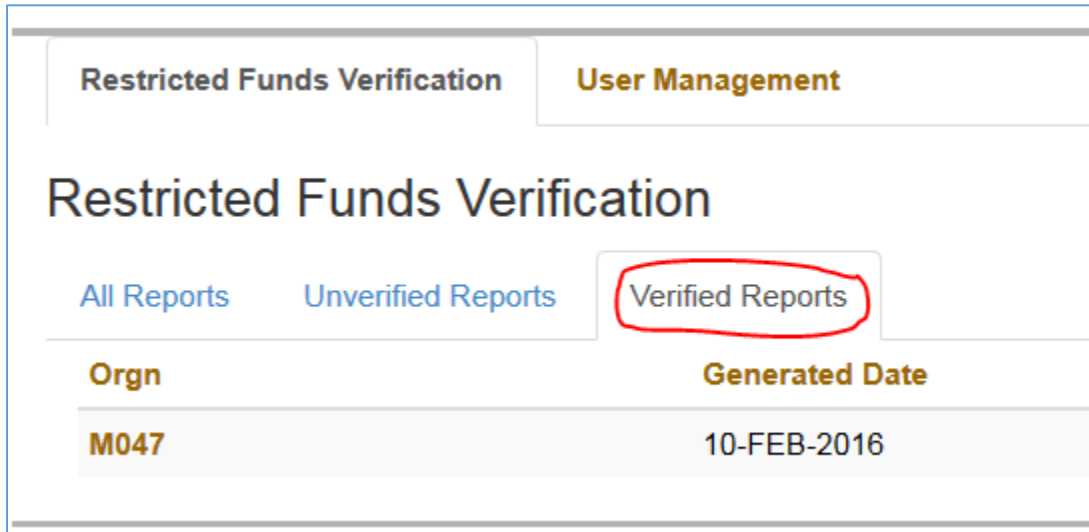 Restricted Funds Verification User Management
Restricted Funds Verification
All Reports Unverified Reports Verified Reports
Orgn Generated Date
M047 10-FEB-2016